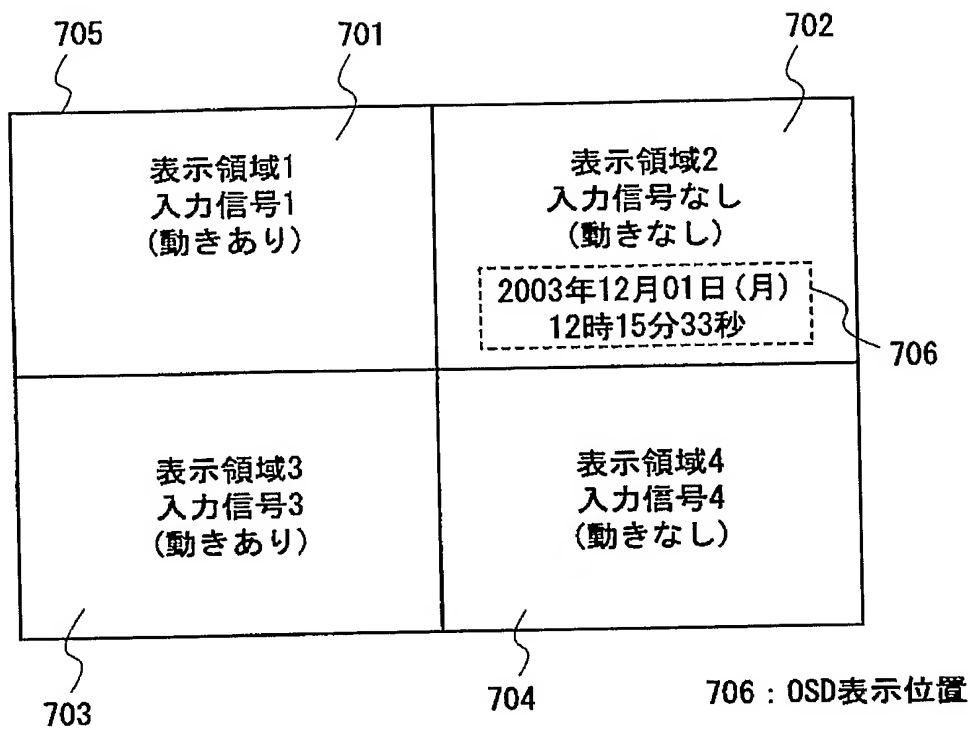 705
701
702
表示領域1
入力信号1
(動きあり)
表示領域2
入力信号なし
(動きなし)
2003年12月01日(月)
12時15分33秒
706
表示領域3
入力信号3
(動きあり)
表示領域4
入力信号4
(動きなし)
703
704
706:OSD表示位置